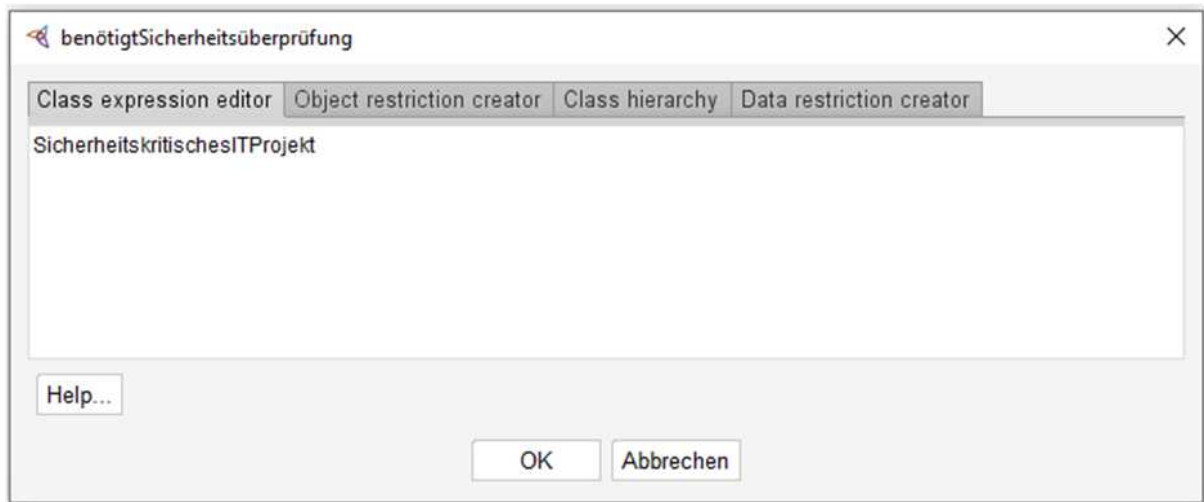 benötigtSicherheitsüberprüfung
Class expression editor Object restriction creator Class hierarchy Data restriction creator
SicherheitskritischesITProjekt
Help...
OK Abbrechen